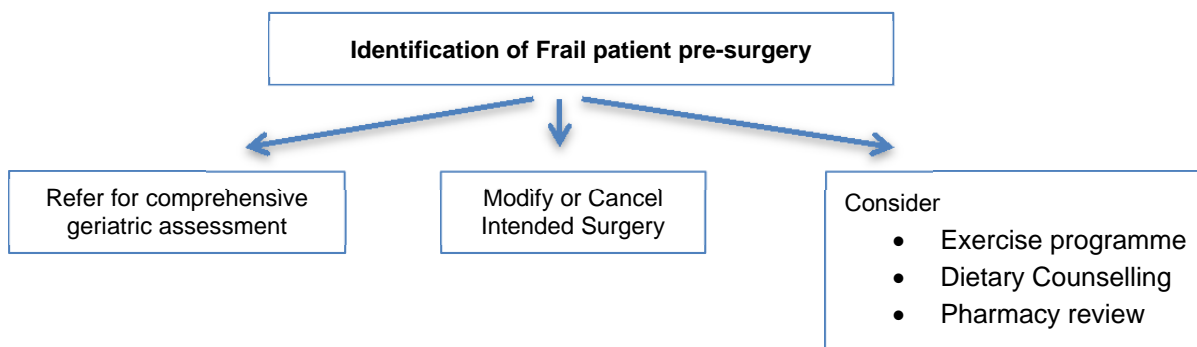 Identification of Frail patient pre-surgery
Refer for comprehensive
geriatric assessment
Modify or Cancel
Intended Surgery
Consider
• Exercise programme
• Dietary Counselling
• Pharmacy review